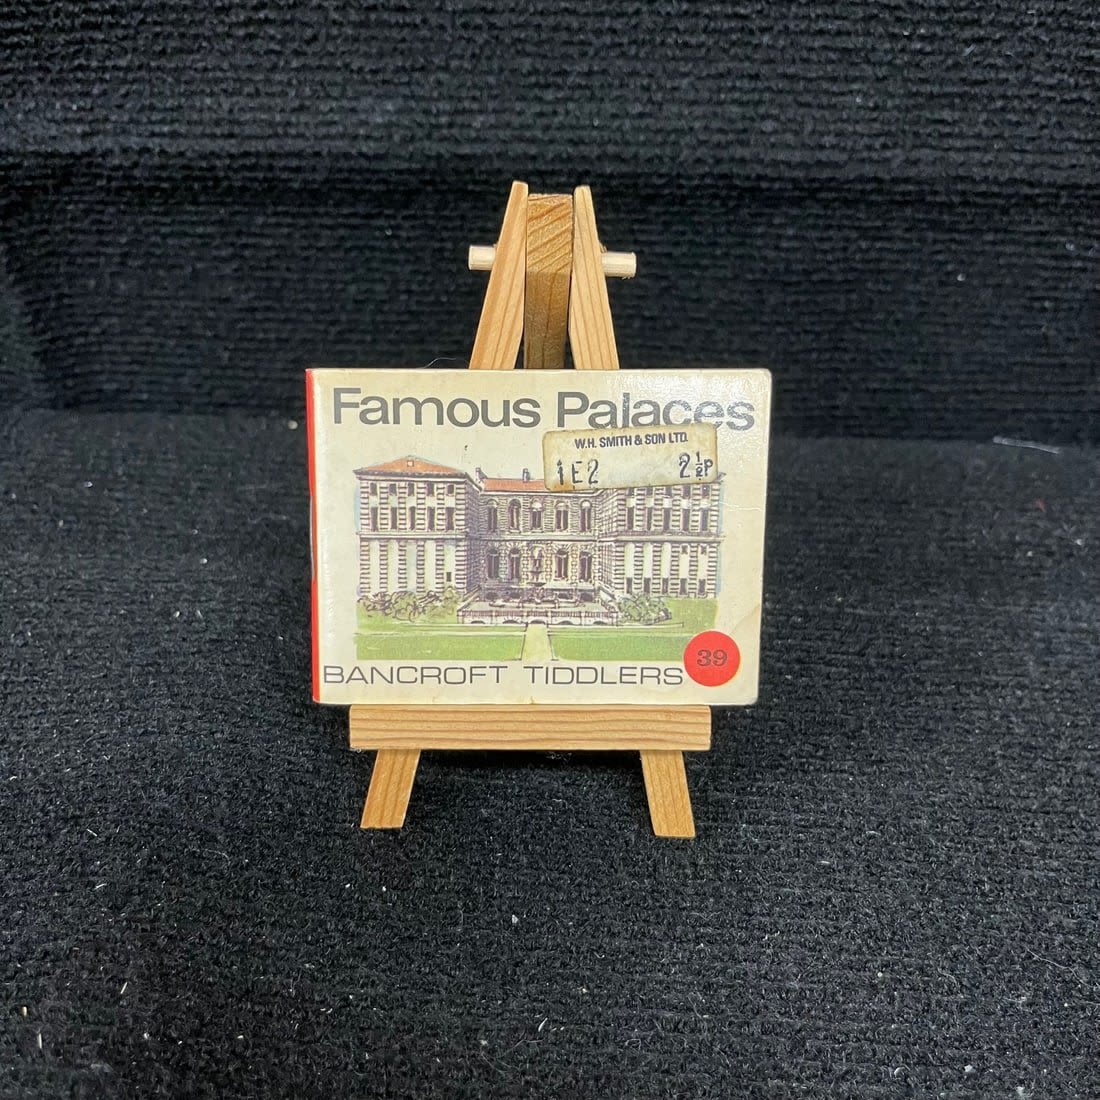 Famous Palaces
W.H. SMITH & SON LTD.
1E2 2½P
BANCROFT TIDDLERS
39